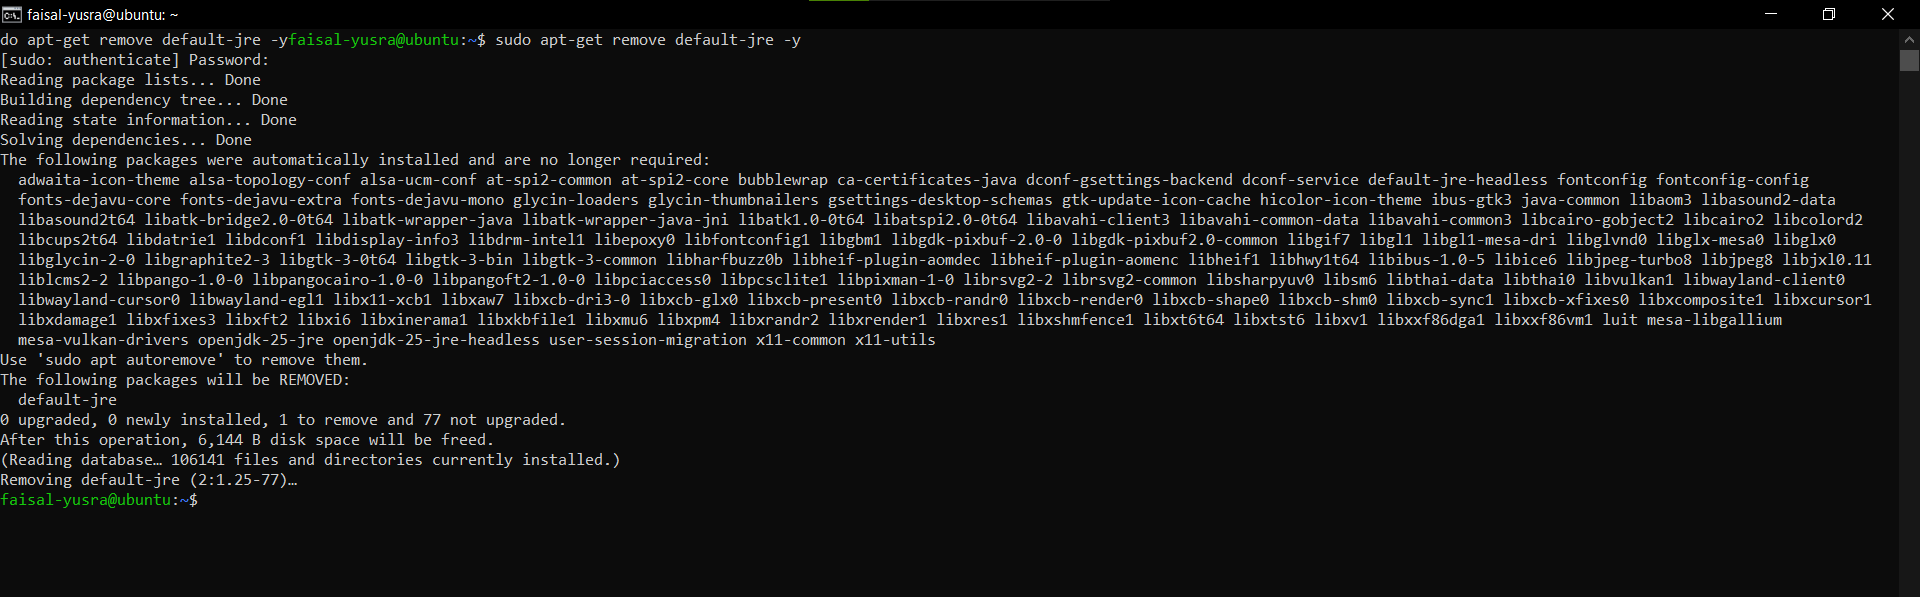 faisal-yusra@ubuntu: ~
do apt-get remove default-jre -yfaisal-yusra@ubuntu:~$ sudo apt-get remove default-jre -y
[sudo: authenticate] Password:
Reading package lists... Done
Building dependency tree... Done
Reading state information... Done
Solving dependencies... Done
The following packages were automatically installed and are no longer required:
  adwaita-icon-theme alsa-topology-conf alsa-ucm-conf at-spi2-common at-spi2-core bubblewrap ca-certificates-java dconf-gsettings-backend dconf-service default-jre-headless fontconfig fontconfig-config
  fonts-dejavu-core fonts-dejavu-extra fonts-dejavu-mono glycin-loaders glycin-thumbnailers gsettings-desktop-schemas gtk-update-icon-cache hicolor-icon-theme ibus-gtk3 java-common libaom3 libasound2-data
  libasound2t64 libatk-bridge2.0-0t64 libatk-wrapper-java libatk-wrapper-java-jni libatk1.0-0t64 libatspi2.0-0t64 libavahi-client3 libavahi-common-data libavahi-common3 libcairo-gobject2 libcairo2 libcolord2
  libcups2t64 libdatrie1 libdconf1 libdisplay-info3 libdrm-intel1 libepoxy0 libfontconfig1 libgbm1 libgdk-pixbuf-2.0-0 libgdk-pixbuf2.0-common libgif7 libgl1 libgl1-mesa-dri libglvnd0 libglx-mesa0 libglx0
  libglycin-2-0 libgraphite2-3 libgtk-3-0t64 libgtk-3-bin libgtk-3-common libharfbuzz0b libheif-plugin-aomdec libheif-plugin-aomenc libheif1 libhwy1t64 libibus-1.0-5 libice6 libjpeg-turbo8 libjpeg8 libjxl0.11
  liblcms2-2 libpango-1.0-0 libpangocairo-1.0-0 libpangoft2-1.0-0 libpciaccess0 libpcsclite1 libpixman-1-0 librsvg2-2 librsvg2-common libsharpyuv0 libsm6 libthai-data libthai0 libvulkan1 libwayland-client0
  libwayland-cursor0 libwayland-egl1 libx11-xcb1 libxaw7 libxcb-dri3-0 libxcb-glx0 libxcb-present0 libxcb-randr0 libxcb-render0 libxcb-shape0 libxcb-shm0 libxcb-sync1 libxcb-xfixes0 libxcomposite1 libxcursor1
  libxdamage1 libxfixes3 libxft2 libxi6 libxinerama1 libxkbfile1 libxmu6 libxpm4 libxrandr2 libxrender1 libxres1 libxshmfence1 libxt6t64 libxtst6 libxv1 libxxf86dga1 libxxf86vm1 luit mesa-libgallium
  mesa-vulkan-drivers openjdk-25-jre openjdk-25-jre-headless user-session-migration x11-common x11-utils
Use 'sudo apt autoremove' to remove them.
The following packages will be REMOVED:
  default-jre
0 upgraded, 0 newly installed, 1 to remove and 77 not upgraded.
After this operation, 6,144 B disk space will be freed.
(Reading database… 106141 files and directories currently installed.)
Removing default-jre (2:1.25-77)…
faisal-yusra@ubuntu:~$